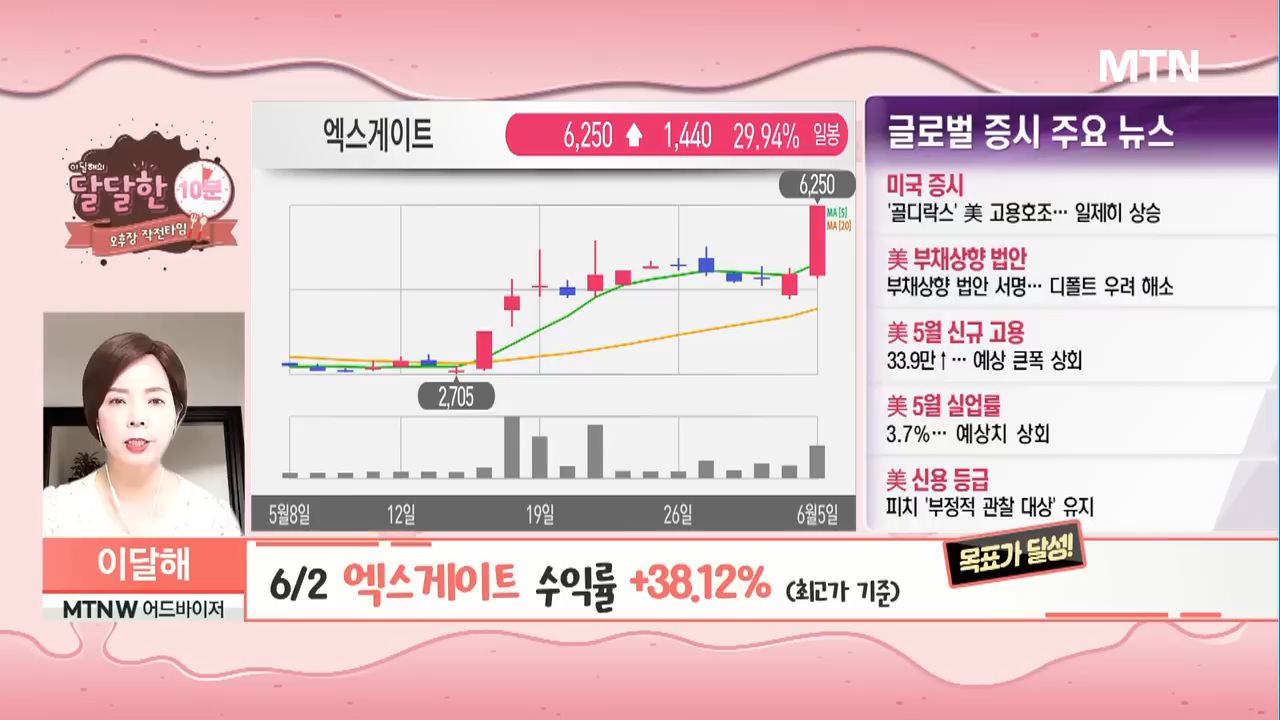 MTN
이달해의
달달한 10분
오후장 작전타임
엑스게이트
6,250 1,440 29.94% 일봉
6,250
MA [5]
MA [20]
2,705
5월8일 12일 19일 26일 6월5일
글로벌 증시 주요 뉴스
미국 증시
'골디락스' 美 고용호조… 일제히 상승
美 부채상향 법안
부채상향 법안 서명… 디폴트 우려 해소
美 5월 신규 고용
33.9만↑… 예상 큰폭 상회
美 5월 실업률
3.7%… 예상치 상회
美 신용 등급
피치 '부정적 관찰 대상' 유지
이달해
MTNW 어드바이저
목표가 달성!
6/2 엑스게이트 수익률 +38.12% (최고가 기준)